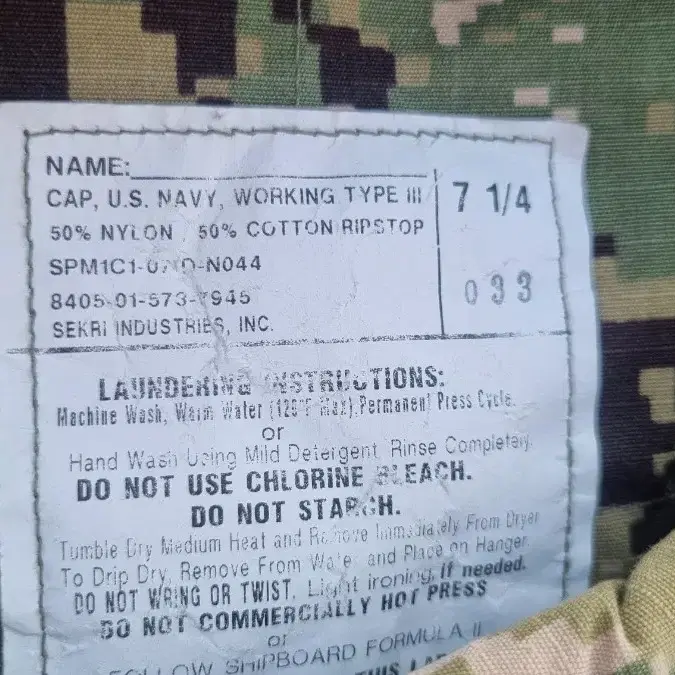 NAME:
CAP, U.S. NAVY, WORKING TYPE III
7 1/4
50% NYLON 50% COTTON RIPSTOP
8405-01-573-7945
033
SEKRI INDUSTRIES, INC.
LAUNDERING INSTRUCTIONS:
Machine Wash, Warm Water (120°F Max), Permanent Press Cycle.
or
Hand Wash Using Mild Detergent. Rinse Completely.
DO NOT USE CHLORINE BLEACH.
DO NOT STARCH.
Tumble Dry Medium Heat and Remove Immediately From Dryer
To Drip Dry, Remove From Water and Place on Hanger.
DO NOT WRING OR TWIST. Light ironing, if needed.
DO NOT COMMERCIALLY HOT PRESS
or
FOLLOW SHIPBOARD FORMULA II
THIS